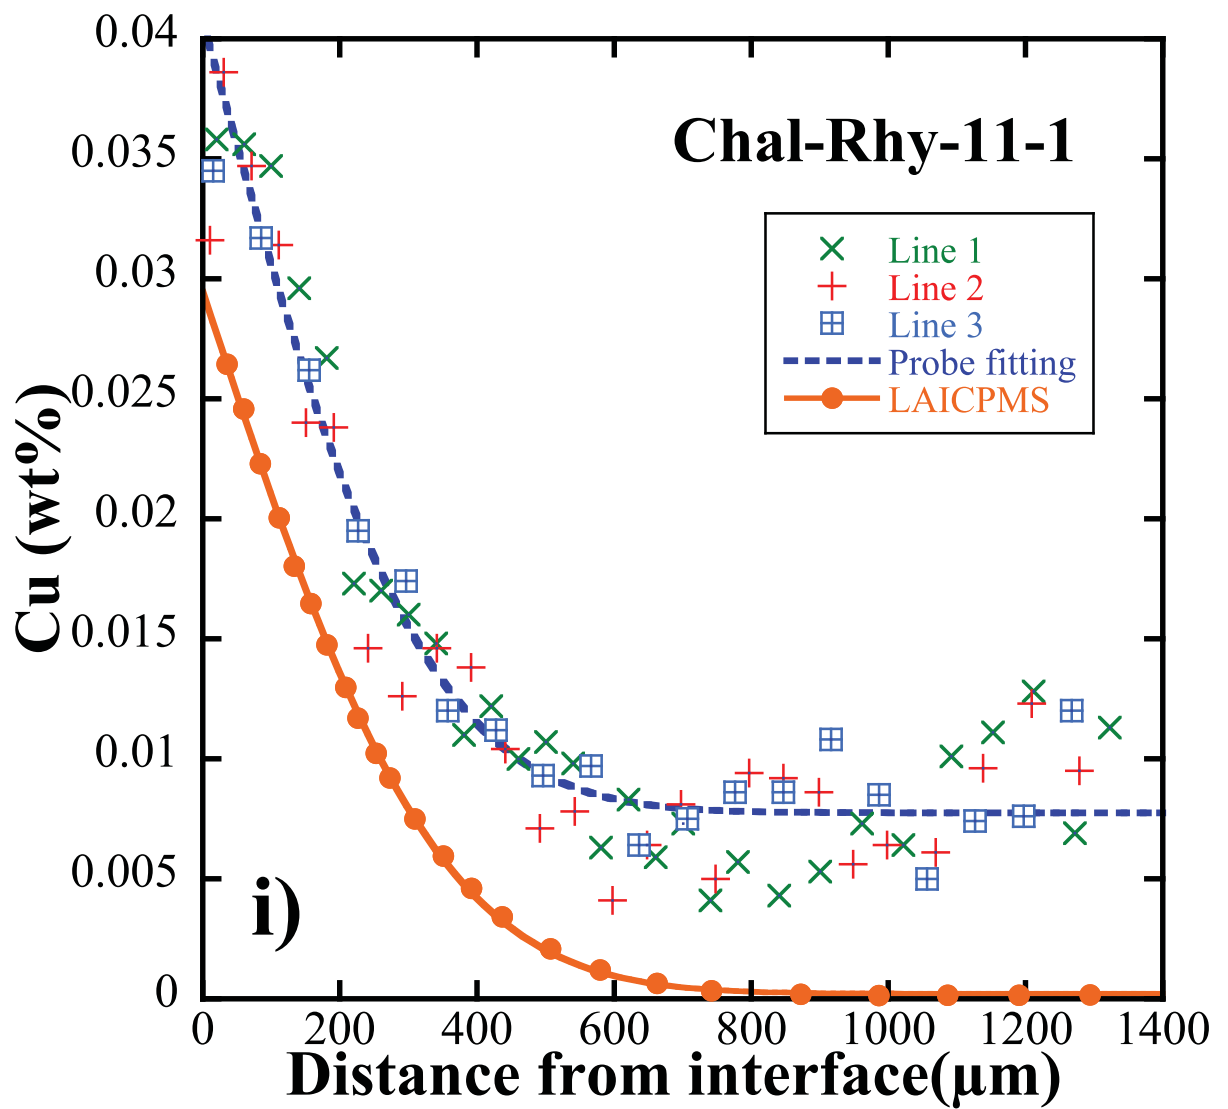 0.04
0.035
0.03
0.025
0.02
0.015
0.01
0.005
0
Cu (wt%)
Chal-Rhy-11-1
Line 1
Line 2
Line 3
Probe fitting
LAICPMS
i)
0 200 400 600 800 1000 1200 1400
Distance from interface(μm)